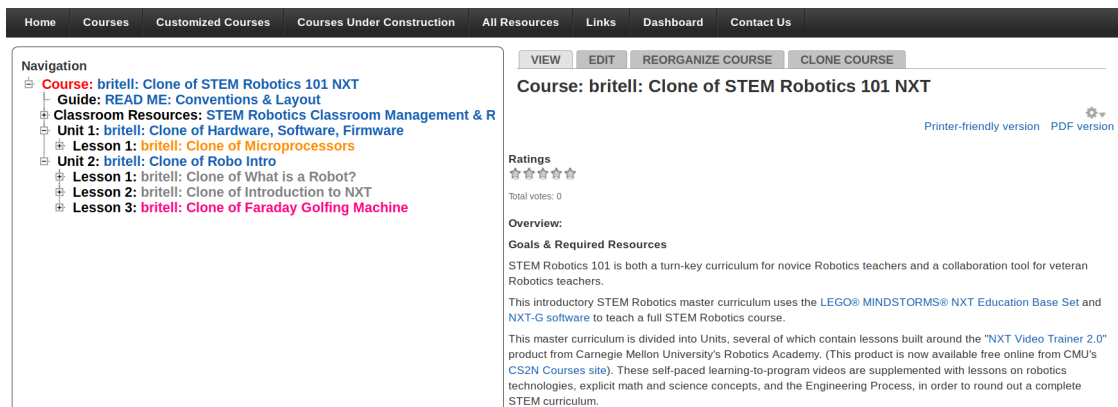 Home Courses Customized Courses Courses Under Construction All Resources Links Dashboard Contact Us
Navigation
Course: britell: Clone of STEM Robotics 101 NXT
Guide: READ ME: Conventions & Layout
Classroom Resources: STEM Robotics Classroom Management & R
Unit 1: britell: Clone of Hardware, Software, Firmware
Lesson 1: britell: Clone of Microprocessors
Unit 2: britell: Clone of Robo Intro
Lesson 1: britell: Clone of What is a Robot?
Lesson 2: britell: Clone of Introduction to NXT
Lesson 3: britell: Clone of Faraday Golfing Machine
VIEW EDIT REORGANIZE COURSE CLONE COURSE
Course: britell: Clone of STEM Robotics 101 NXT
Printer-friendly version PDF version
Ratings
Total votes: 0
Overview:
Goals & Required Resources
STEM Robotics 101 is both a turn-key curriculum for novice Robotics teachers and a collaboration tool for veteran
Robotics teachers.
This introductory STEM Robotics master curriculum uses the LEGO® MINDSTORMS® NXT Education Base Set and
NXT-G software to teach a full STEM Robotics course.
This master curriculum is divided into Units, several of which contain lessons built around the "NXT Video Trainer 2.0"
product from Carnegie Mellon University's Robotics Academy. (This product is now available free online from CMU's
CS2N Courses site). These self-paced learning-to-program videos are supplemented with lessons on robotics
technologies, explicit math and science concepts, and the Engineering Process, in order to round out a complete
STEM curriculum.